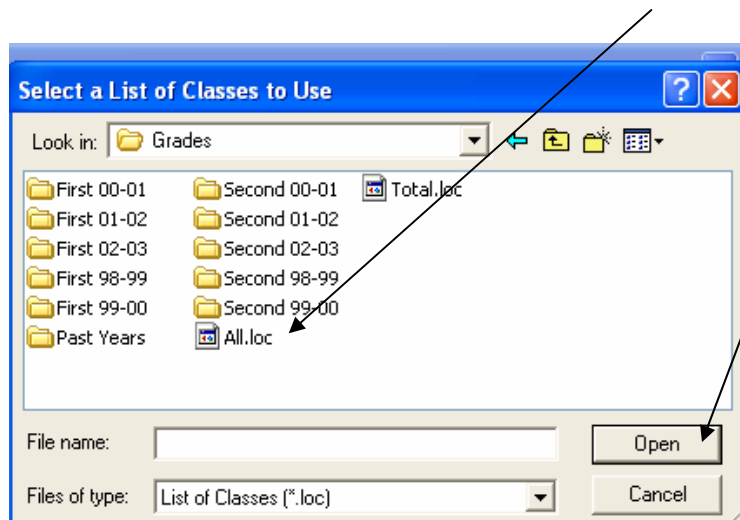 Select a List of Classes to Use
Look in: Grades
First 00-01 Second 00-01 Total.loc
First 01-02 Second 01-02
First 02-03 Second 02-03
First 98-99 Second 98-99
First 99-00 Second 99-00
Past Years All.loc
File name: Open
Files of type: List of Classes (*.loc) Cancel